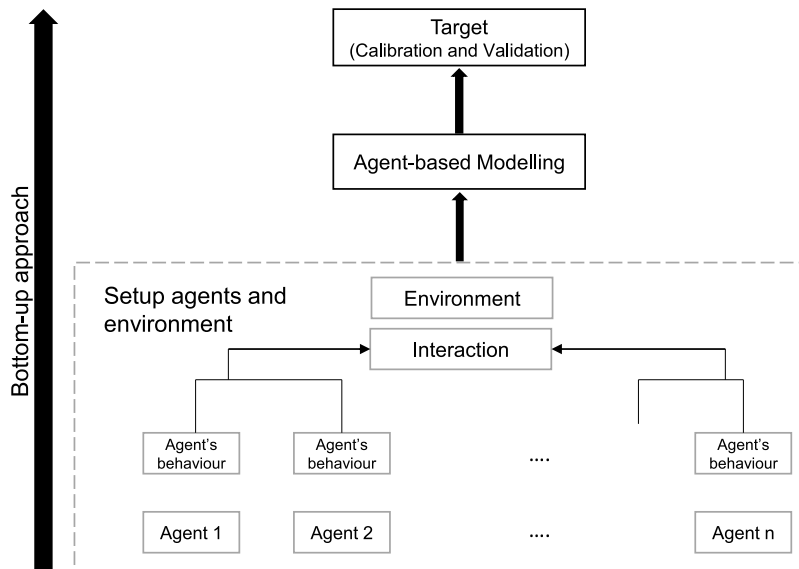 Target
(Calibration and Validation)
Agent-based Modelling
Bottom-up approach
Setup agents and
environment
Environment
Interaction
Agent's
behaviour
Agent's
behaviour
....
Agent's
behaviour
Agent 1
Agent 2
....
Agent n